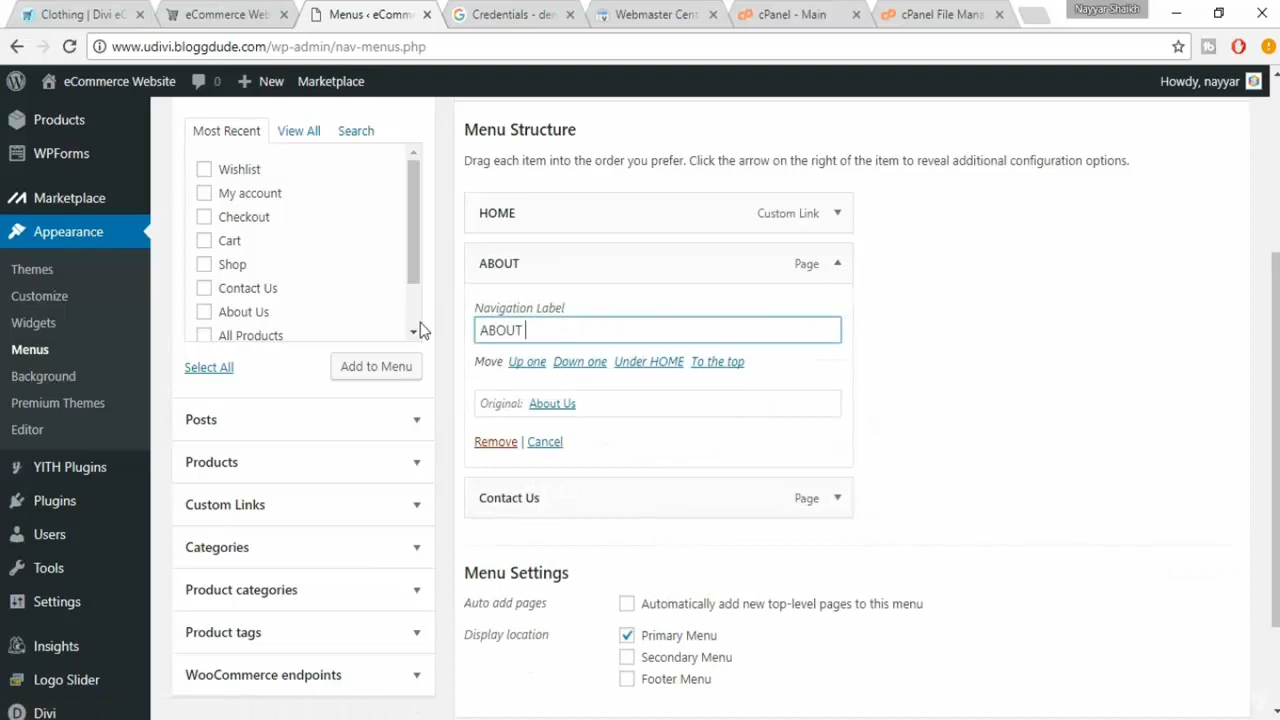 Clothing | Divi eC
eCommerce Web
Menus ‹ eComm
Credentials - der
Webmaster Cent
cPanel - Main
cPanel File Mana
Nayyar Shaikh
www.udivi.bloggdude.com/wp-admin/nav-menus.php
eCommerce Website
0
New
Marketplace
Howdy, nayyar
Products
WPForms
Marketplace
Appearance
Themes
Customize
Widgets
Menus
Background
Premium Themes
Editor
YITH Plugins
Plugins
Users
Tools
Settings
Insights
Logo Slider
Divi
Most Recent
View All
Search
Wishlist
My account
Checkout
Cart
Shop
Contact Us
About Us
All Products
Select All
Add to Menu
Posts
Products
Custom Links
Categories
Product categories
Product tags
WooCommerce endpoints
Menu Structure
Drag each item into the order you prefer. Click the arrow on the right of the item to reveal additional configuration options.
HOME
Custom Link
ABOUT
Page
Navigation Label
ABOUT
Move Up one Down one Under HOME To the top
Original: About Us
Remove | Cancel
Contact Us
Page
Menu Settings
Auto add pages
Automatically add new top-level pages to this menu
Display location
Primary Menu
Secondary Menu
Footer Menu